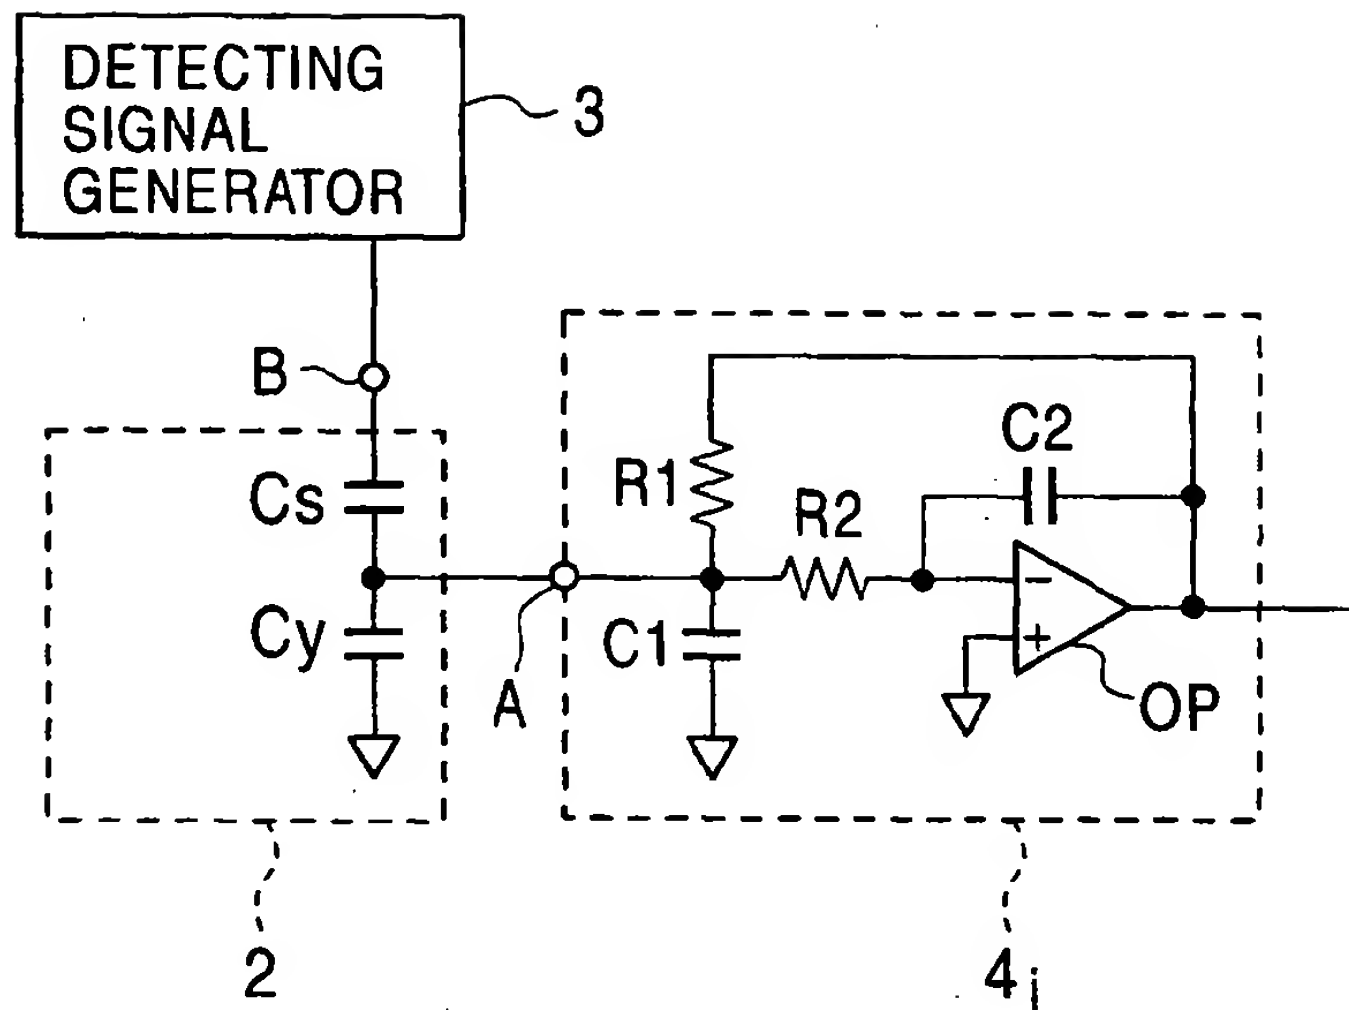 DETECTING
SIGNAL
GENERATOR
3
B
Cs
Cy
A
R1
C1
R2
C2
−
+
OP
2
4i